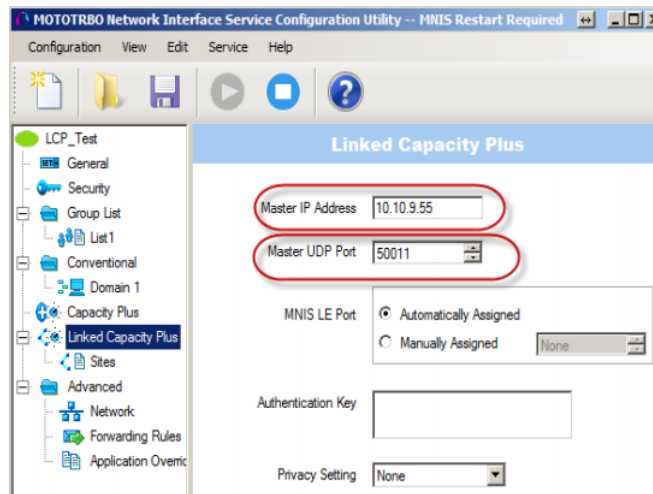 MOTOTRBO Network Interface Service Configuration Utility -- MNIS Restart Required
Configuration View Edit Service Help
LCP_Test
General
Security
Group List
List1
Conventional
Domain 1
Capacity Plus
Linked Capacity Plus
Sites
Advanced
Network
Forwarding Rules
Application Overric
Linked Capacity Plus
Master IP Address 10.10.9.55
Master UDP Port 50011
MNIS LE Port Automatically Assigned
Manually Assigned None
Authentication Key
Privacy Setting None